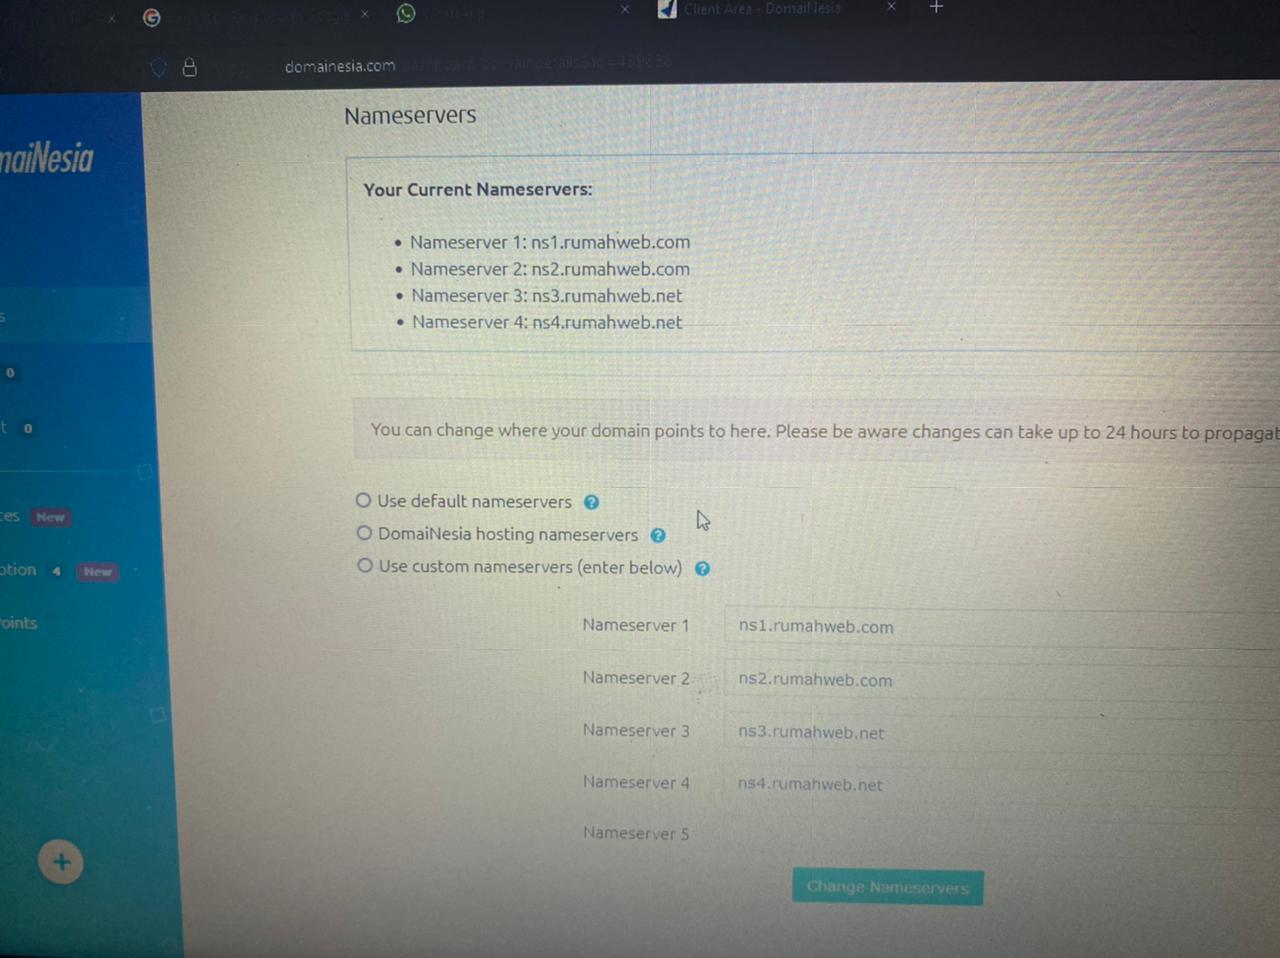 Client Area - DomaiNesia
domainesia.com
maiNesia
Nameservers
Your Current Nameservers:
Nameserver 1: ns1.rumahweb.com
Nameserver 2: ns2.rumahweb.com
Nameserver 3: ns3.rumahweb.net
Nameserver 4: ns4.rumahweb.net
s
0
t 0
You can change where your domain points to here. Please be aware changes can take up to 24 hours to propagat
ces New
ption 4 New
oints
Use default nameservers ?
DomaiNesia hosting nameservers ?
Use custom nameservers (enter below) ?
Nameserver 1 ns1.rumahweb.com
Nameserver 2 ns2.rumahweb.com
Nameserver 3 ns3.rumahweb.net
Nameserver 4 ns4.rumahweb.net
Nameserver 5
+
Change Nameservers